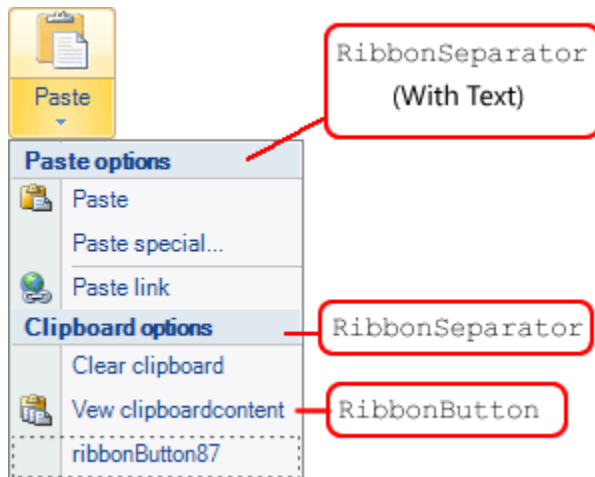 Paste
RibbonSeparator
(With Text)
Paste options
Paste
Paste special...
Paste link
Clipboard options
RibbonSeparator
Clear clipboard
Vew clipboardcontent
RibbonButton
ribbonButton87